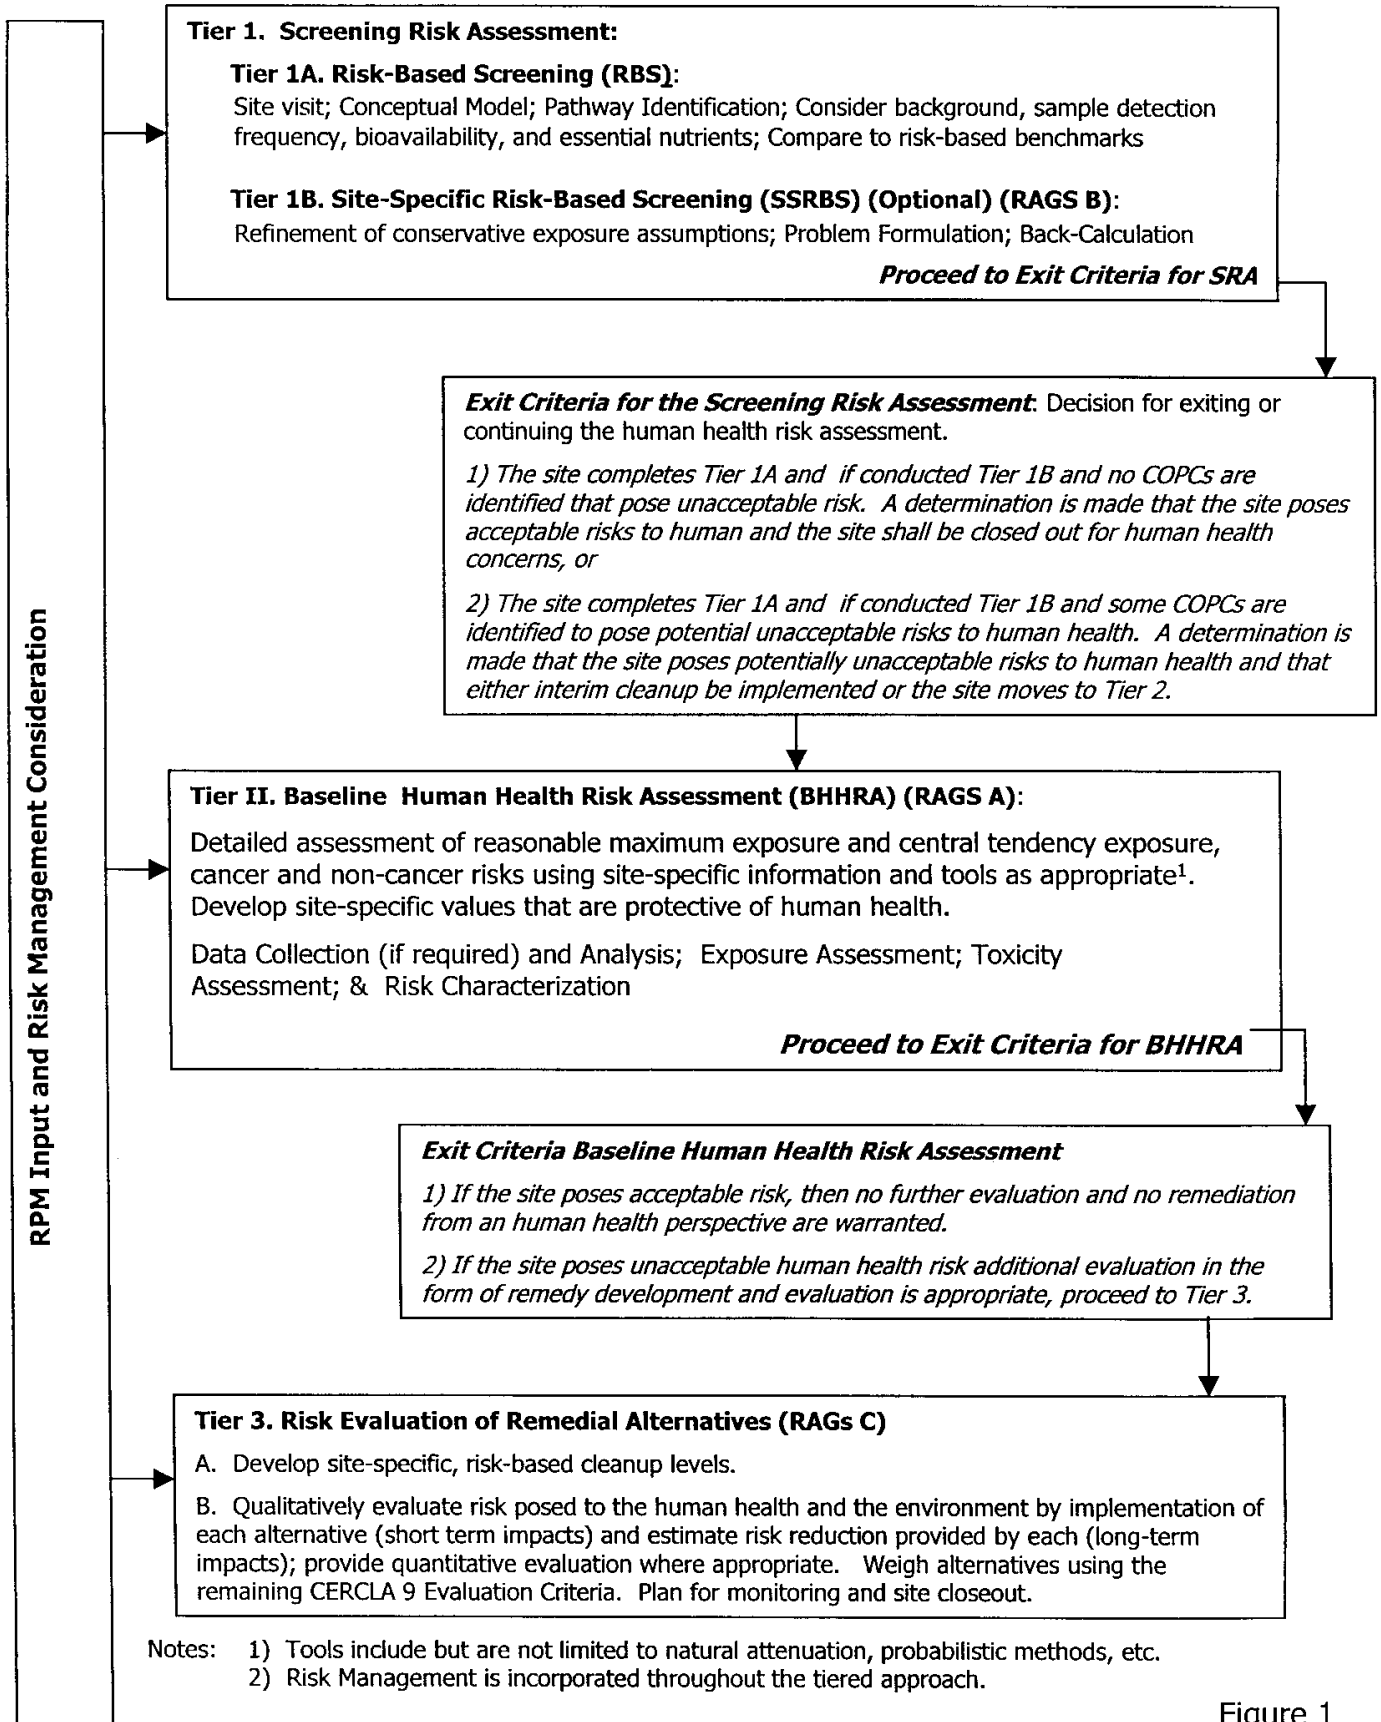 Tier 1. Screening Risk Assessment:
Tier 1A. Risk-Based Screening (RBS):
Site visit; Conceptual Model; Pathway Identification; Consider background, sample detection
frequency, bioavailability, and essential nutrients; Compare to risk-based benchmarks
Tier 1B. Site-Specific Risk-Based Screening (SSRBS) (Optional) (RAGS B):
Refinement of conservative exposure assumptions; Problem Formulation; Back-Calculation
Proceed to Exit Criteria for SRA
Exit Criteria for the Screening Risk Assessment: Decision for exiting or
continuing the human health risk assessment.
1) The site completes Tier 1A and if conducted Tier 1B and no COPCs are
identified that pose unacceptable risk. A determination is made that the site poses
acceptable risks to human and the site shall be closed out for human health
concerns, or
2) The site completes Tier 1A and if conducted Tier 1B and some COPCs are
identified to pose potential unacceptable risks to human health. A determination is
made that the site poses potentially unacceptable risks to human health and that
either interim cleanup be implemented or the site moves to Tier 2.
RPM Input and Risk Management Consideration
Tier II. Baseline Human Health Risk Assessment (BHHRA) (RAGS A):
Detailed assessment of reasonable maximum exposure and central tendency exposure,
cancer and non-cancer risks using site-specific information and tools as appropriate¹.
Develop site-specific values that are protective of human health.
Data Collection (if required) and Analysis; Exposure Assessment; Toxicity
Assessment; & Risk Characterization
Proceed to Exit Criteria for BHHRA
Exit Criteria Baseline Human Health Risk Assessment
1) If the site poses acceptable risk, then no further evaluation and no remediation
from an human health perspective are warranted.
2) If the site poses unacceptable human health risk additional evaluation in the
form of remedy development and evaluation is appropriate, proceed to Tier 3.
Tier 3. Risk Evaluation of Remedial Alternatives (RAGs C)
A. Develop site-specific, risk-based cleanup levels.
B. Qualitatively evaluate risk posed to the human health and the environment by implementation of
each alternative (short term impacts) and estimate risk reduction provided by each (long-term
impacts); provide quantitative evaluation where appropriate. Weigh alternatives using the
remaining CERCLA 9 Evaluation Criteria. Plan for monitoring and site closeout.
Notes: 1) Tools include but are not limited to natural attenuation, probabilistic methods, etc.
2) Risk Management is incorporated throughout the tiered approach.
Figure 1